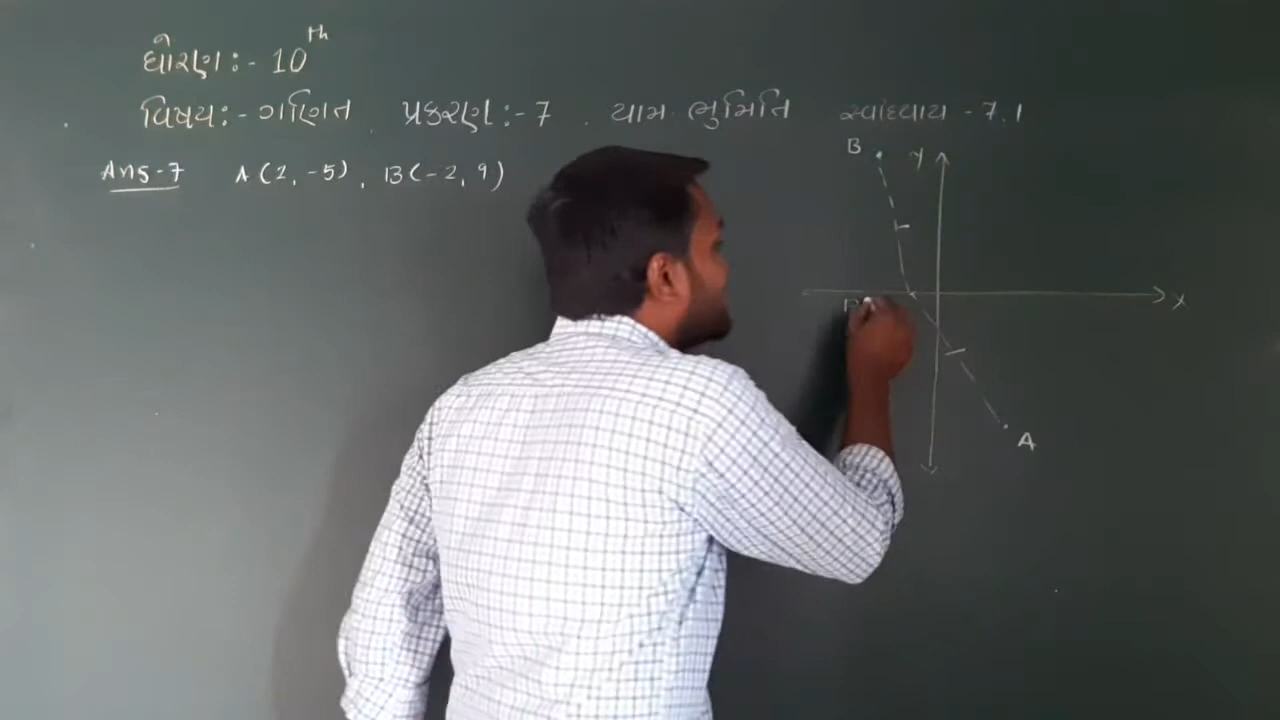 ધોરણ :- 10th
વિષય :- ગણિત પ્રકરણ :- 7 યામ ભુમિતિ સ્વાધ્યાય - 7.1
Ans-7 A (2, -5) , B (-2, 9)
B
y
x
A